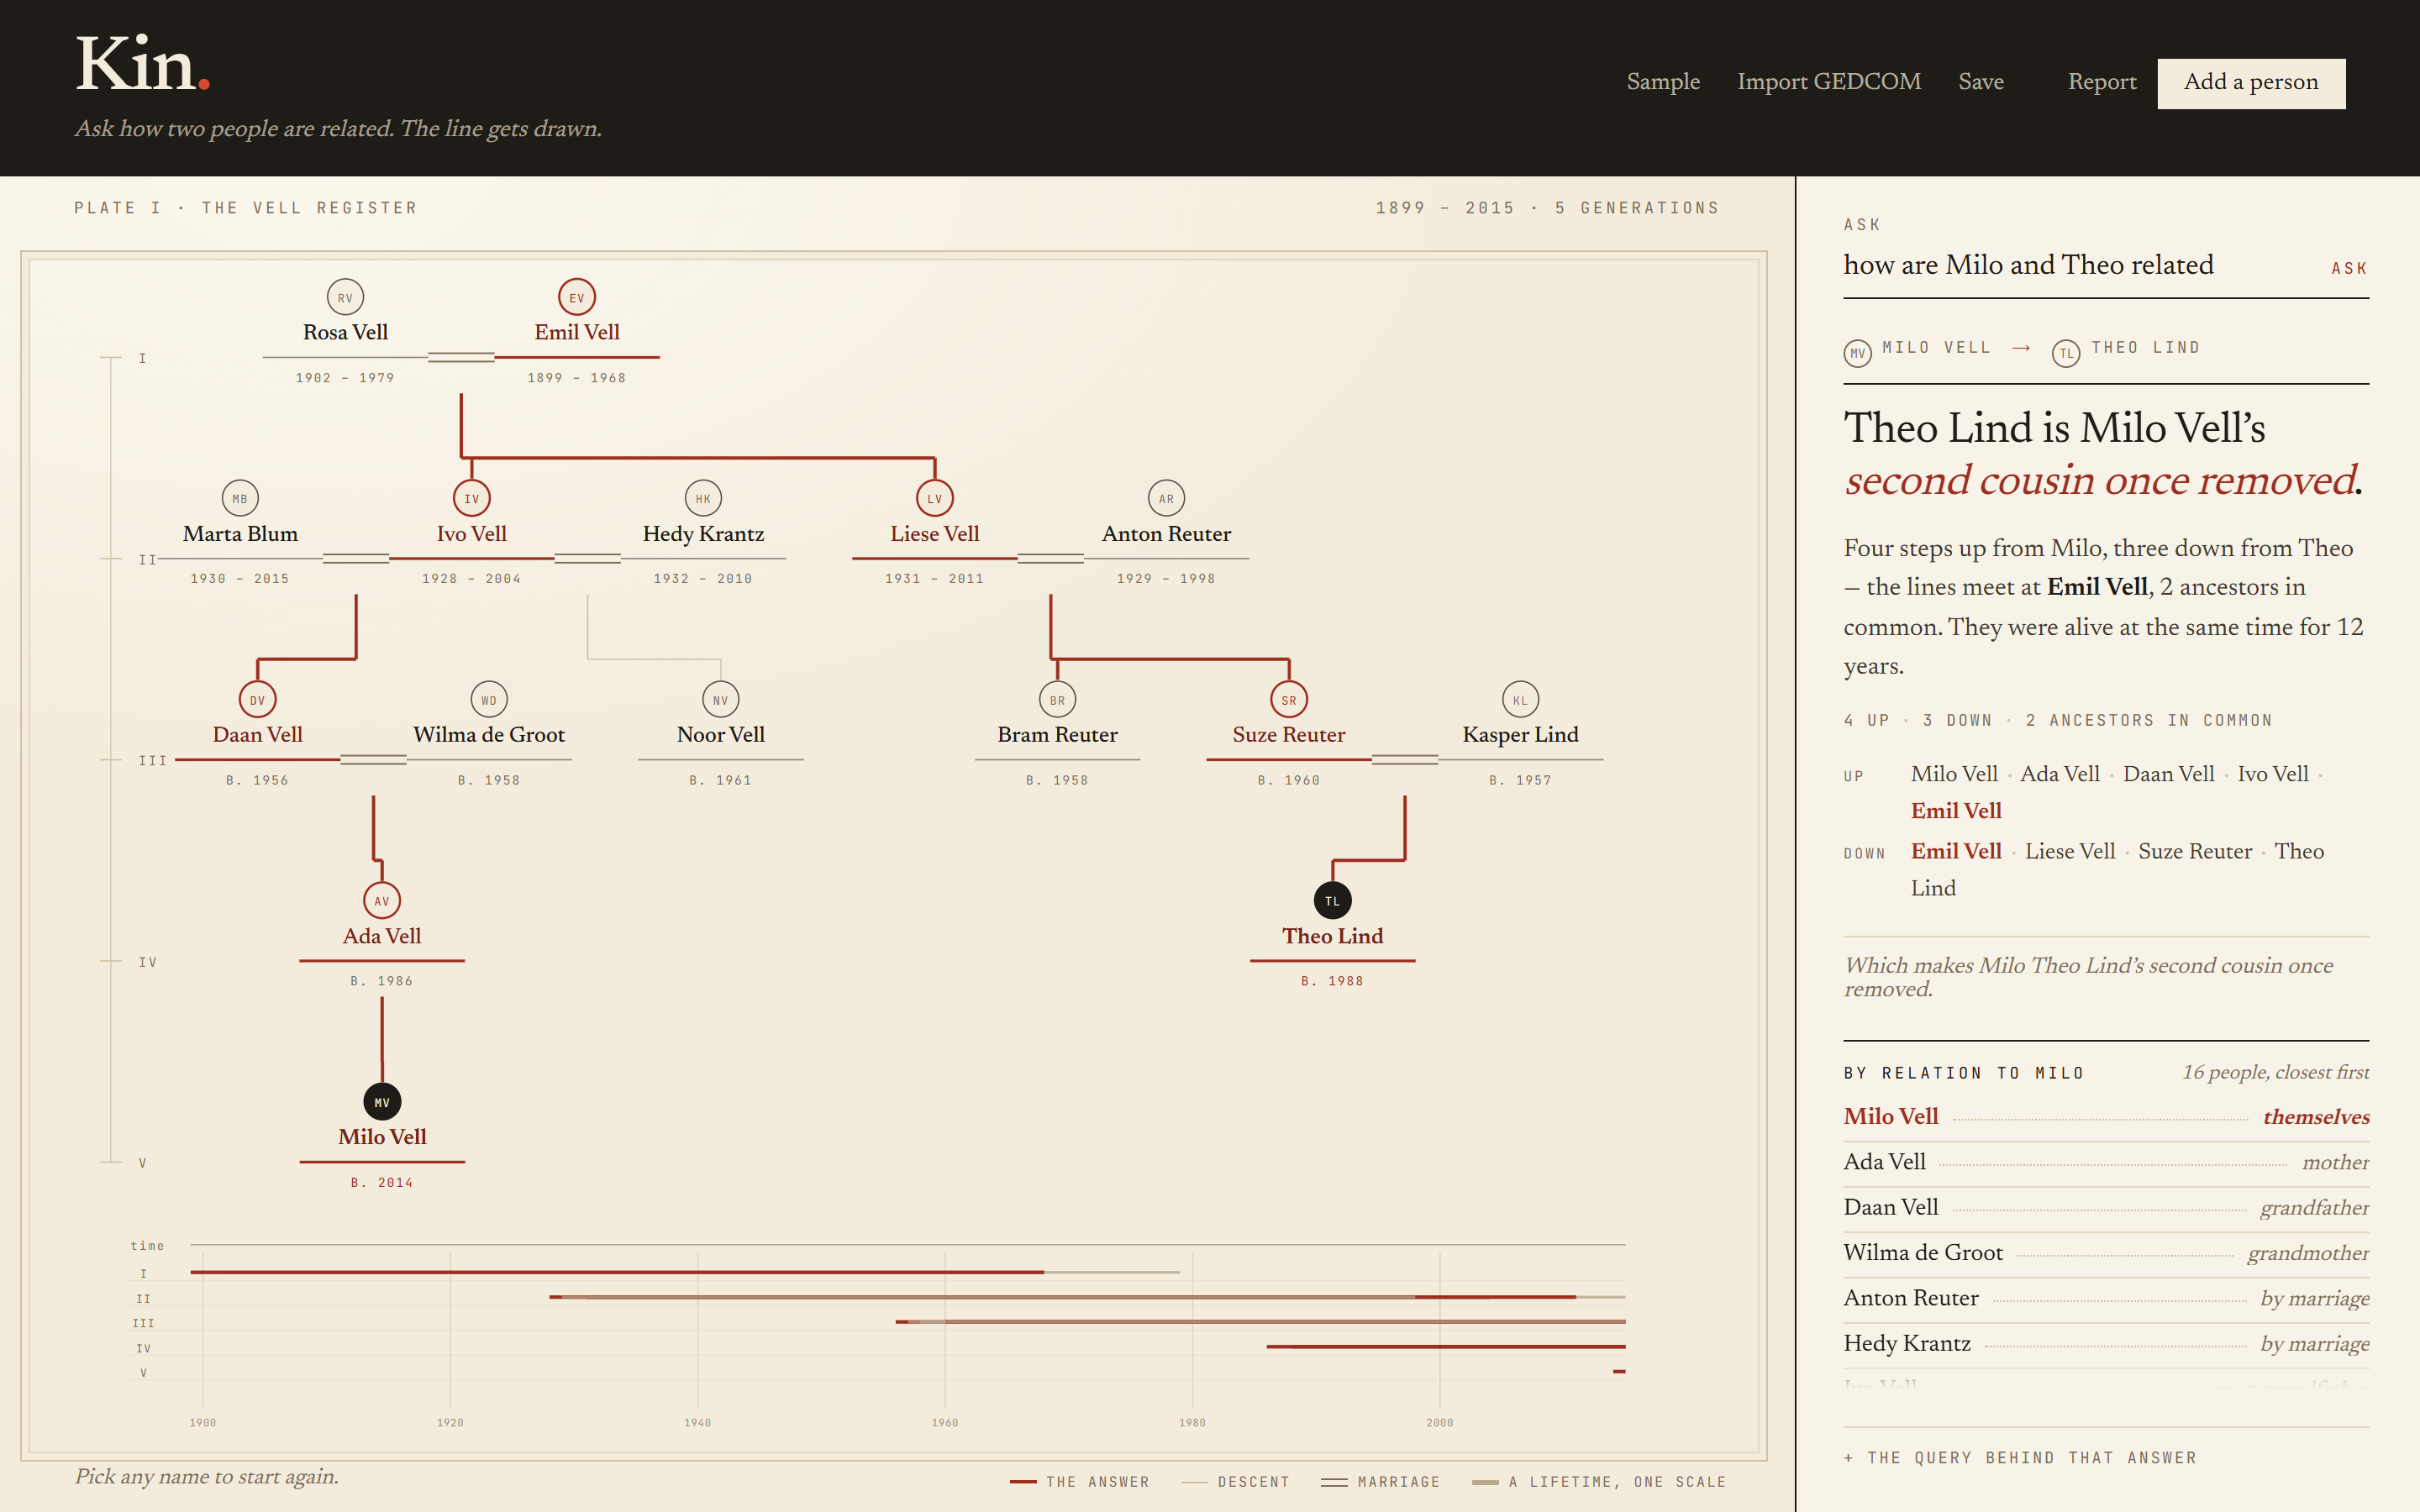 Kin.
Ask how two people are related. The line gets drawn.
Sample Import GEDCOM Save Report Add a person
PLATE I · THE VELL REGISTER
1899 – 2015 · 5 GENERATIONS
RV EV
Rosa Vell Emil Vell
I
1902 – 1979 1899 – 1968
MB IV HK LV AR
Marta Blum Ivo Vell Hedy Krantz Liese Vell Anton Reuter
II
1930 – 2015 1928 – 2004 1932 – 2010 1931 – 2011 1929 – 1998
DV WD NV BR SR KL
Daan Vell Wilma de Groot Noor Vell Bram Reuter Suze Reuter Kasper Lind
III
B. 1956 B. 1958 B. 1961 B. 1958 B. 1960 B. 1957
AV TL
Ada Vell Theo Lind
IV
B. 1986 B. 1988
MV
Milo Vell
V
B. 2014
time
I
II
III
IV
V
1900 1920 1940 1960 1980 2000
Pick any name to start again.
THE ANSWER DESCENT MARRIAGE A LIFETIME, ONE SCALE
ASK
how are Milo and Theo related ASK
MV MILO VELL → TL THEO LIND
Theo Lind is Milo Vell’s
second cousin once removed.
Four steps up from Milo, three down from Theo
— the lines meet at Emil Vell, 2 ancestors in
common. They were alive at the same time for 12
years.
4 UP · 3 DOWN · 2 ANCESTORS IN COMMON
UP Milo Vell · Ada Vell · Daan Vell · Ivo Vell ·
Emil Vell
DOWN Emil Vell · Liese Vell · Suze Reuter · Theo
Lind
Which makes Milo Theo Lind’s second cousin once
removed.
BY RELATION TO MILO 16 people, closest first
Milo Vell themselves
Ada Vell mother
Daan Vell grandfather
Wilma de Groot grandmother
Anton Reuter by marriage
Hedy Krantz by marriage
Ivo Vell
+ THE QUERY BEHIND THAT ANSWER